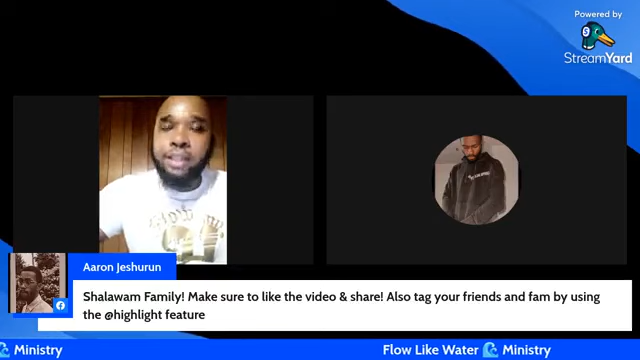 Powered by
StreamYard
Aaron Jeshurun
Shalawam Family! Make sure to like the video & share! Also tag your friends and fam by using
the @highlight feature
Ministry
Flow Like Water
Ministry